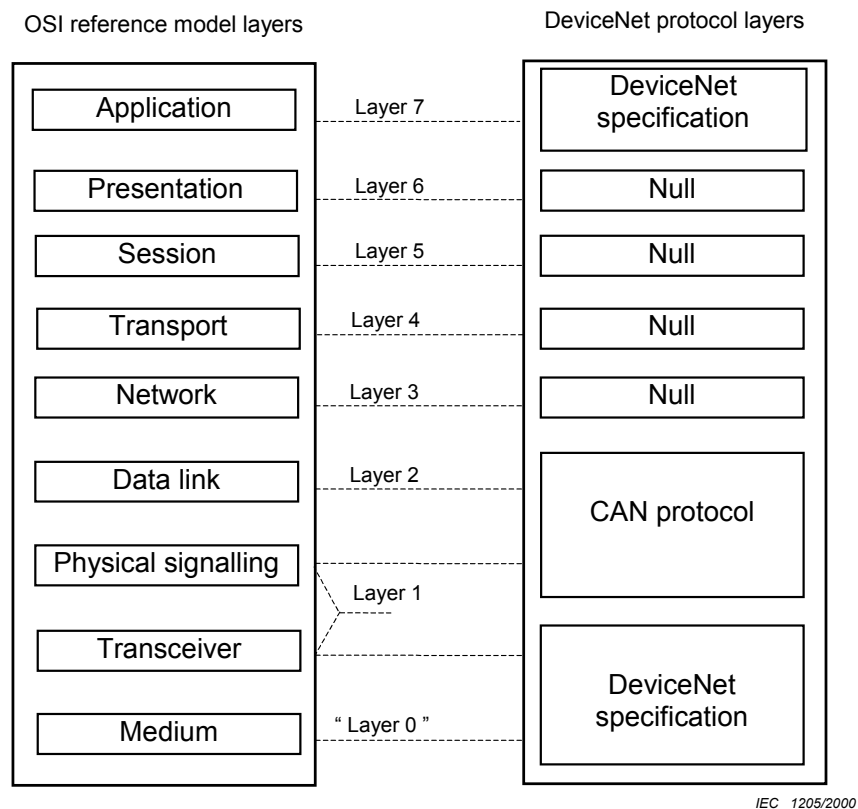 OSI reference model layers
DeviceNet protocol layers
Application
Layer 7
DeviceNet
specification
Presentation
Layer 6
Null
Session
Layer 5
Null
Transport
Layer 4
Null
Network
Layer 3
Null
Data link
Layer 2
CAN protocol
Physical signalling
Layer 1
Transceiver
DeviceNet
specification
Medium
“ Layer 0 ”
IEC 1205/2000